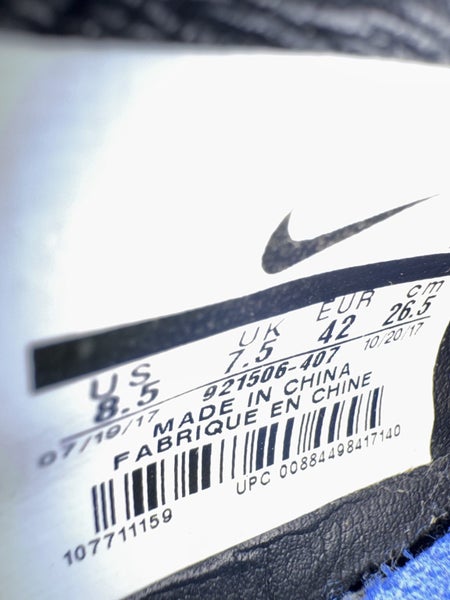 US UK EUR cm
8.5 7.5 42 26.5
07/19/17 921506-407 10/20/17
MADE IN CHINA
FABRIQUE EN CHINE
UPC 00884498417140
107711159